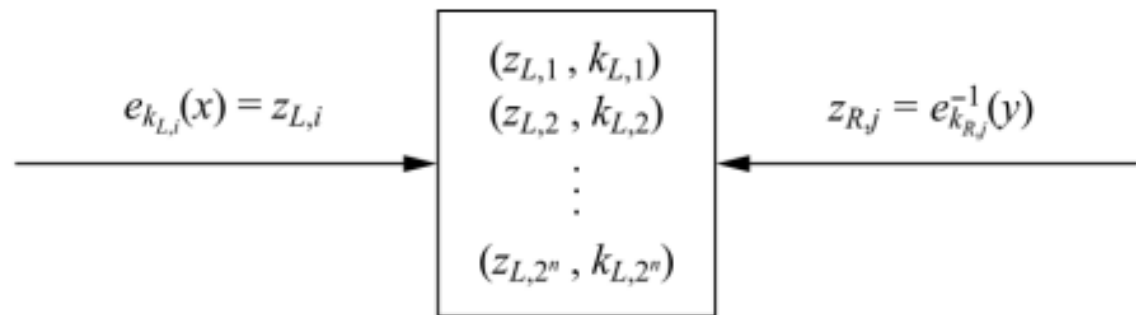 (z_{L,1} , k_{L,1})
e_{k_{L,i}}(x) = z_{L,i}
(z_{L,2} , k_{L,2})
z_{R,j} = e^{-1}_{k_{R,j}}(y)
⋮
(z_{L,2^n} , k_{L,2^n})